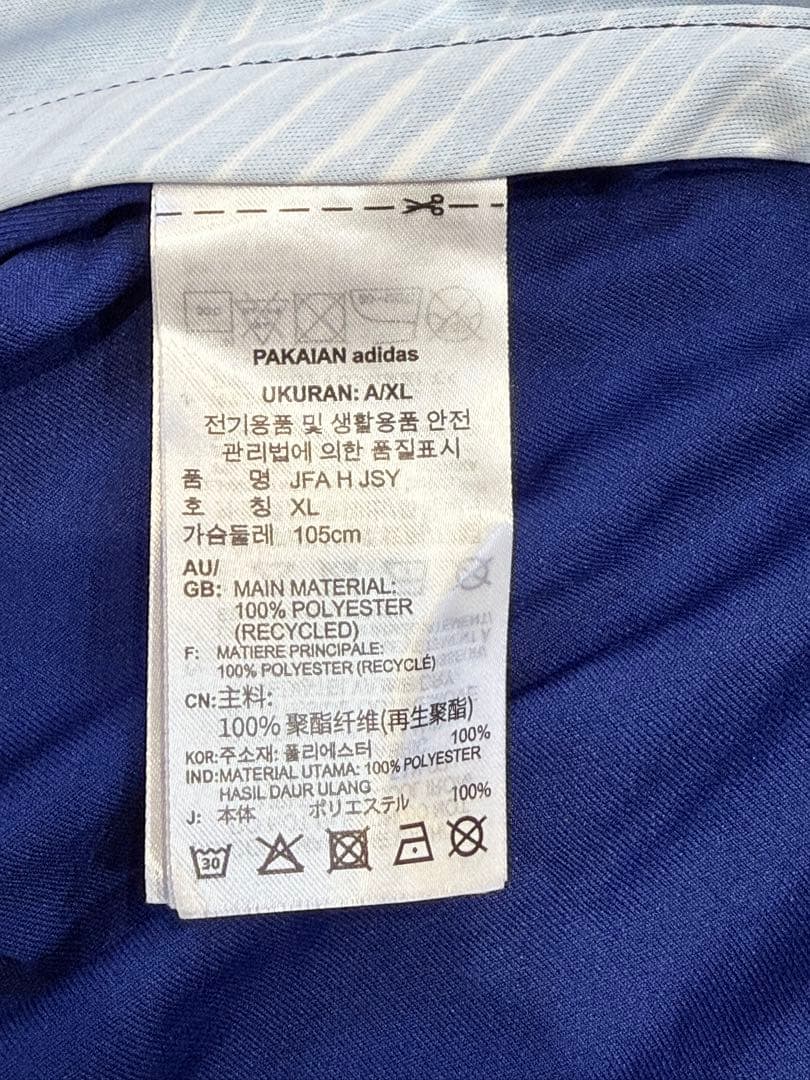 PAKAIAN adidas
UKURAN: A/XL
전기용품 및 생활용품 안전
관리법에 의한 품질표시
품 명 JFA H JSY
호 칭 XL
가슴둘레 105cm
AU/
GB: MAIN MATERIAL:
100% POLYESTER
(RECYCLED)
F: MATIERE PRINCIPALE:
100% POLYESTER (RECYCLÉ)
CN:主料:
100% 聚酯纤维(再生聚酯)
KOR:주소재: 폴리에스터 100%
IND:MATERIAL UTAMA: 100% POLYESTER
HASIL DAUR ULANG
J: 本体 ポリエステル 100%
30